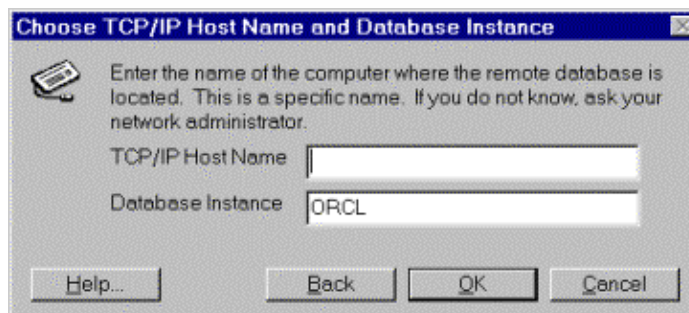 Choose TCP/IP Host Name and Database Instance
Enter the name of the computer where the remote database is
located. This is a specific name. If you do not know, ask your
network administrator.
TCP/IP Host Name
Database Instance ORCL
Help... Back OK Cancel